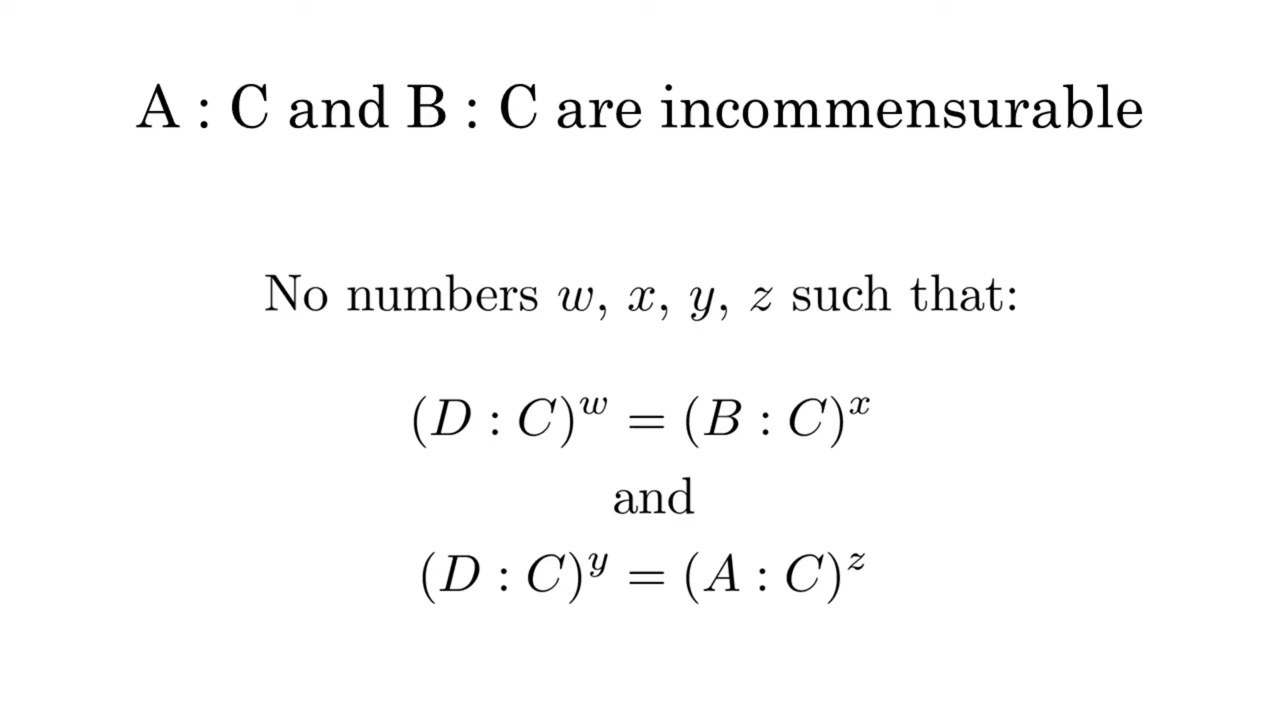 A : C and B : C are incommensurable
No numbers w, x, y, z such that:
(D : C)^w = (B : C)^x
and
(D : C)^y = (A : C)^z